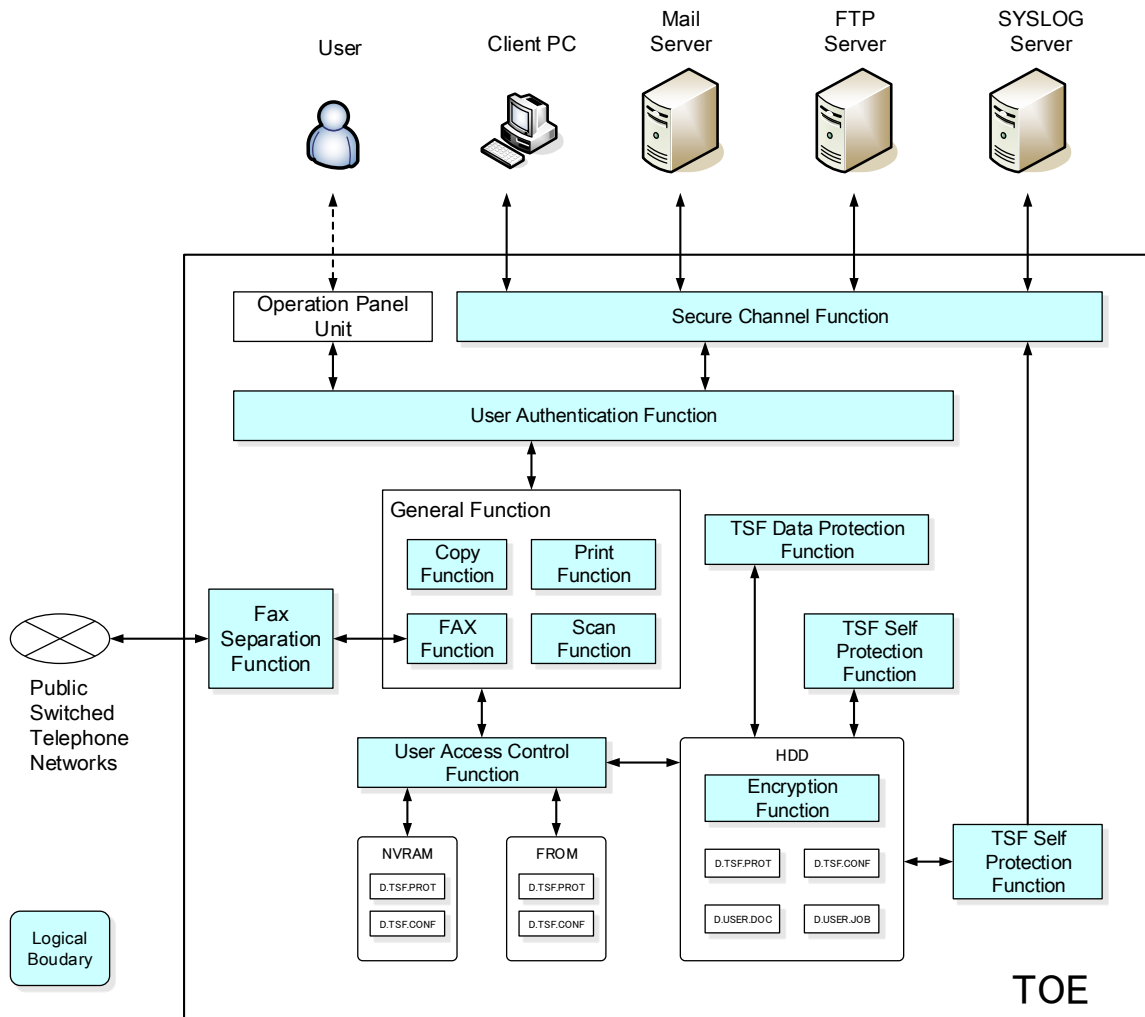 User
Client PC
Mail
Server
FTP
Server
SYSLOG
Server
Operation Panel
Unit
Secure Channel Function
User Authentication Function
General Function
Copy
Function
Print
Function
FAX
Function
Scan
Function
TSF Data Protection
Function
Fax
Separation
Function
TSF Self
Protection
Function
Public
Switched
Telephone
Networks
User Access Control
Function
HDD
Encryption
Function
NVRAM
D.TSF.PROT
D.TSF.CONF
FROM
D.TSF.PROT
D.TSF.CONF
D.TSF.PROT
D.TSF.CONF
D.USER.DOC
D.USER.JOB
TSF Self
Protection
Function
Logical
Boudary
TOE